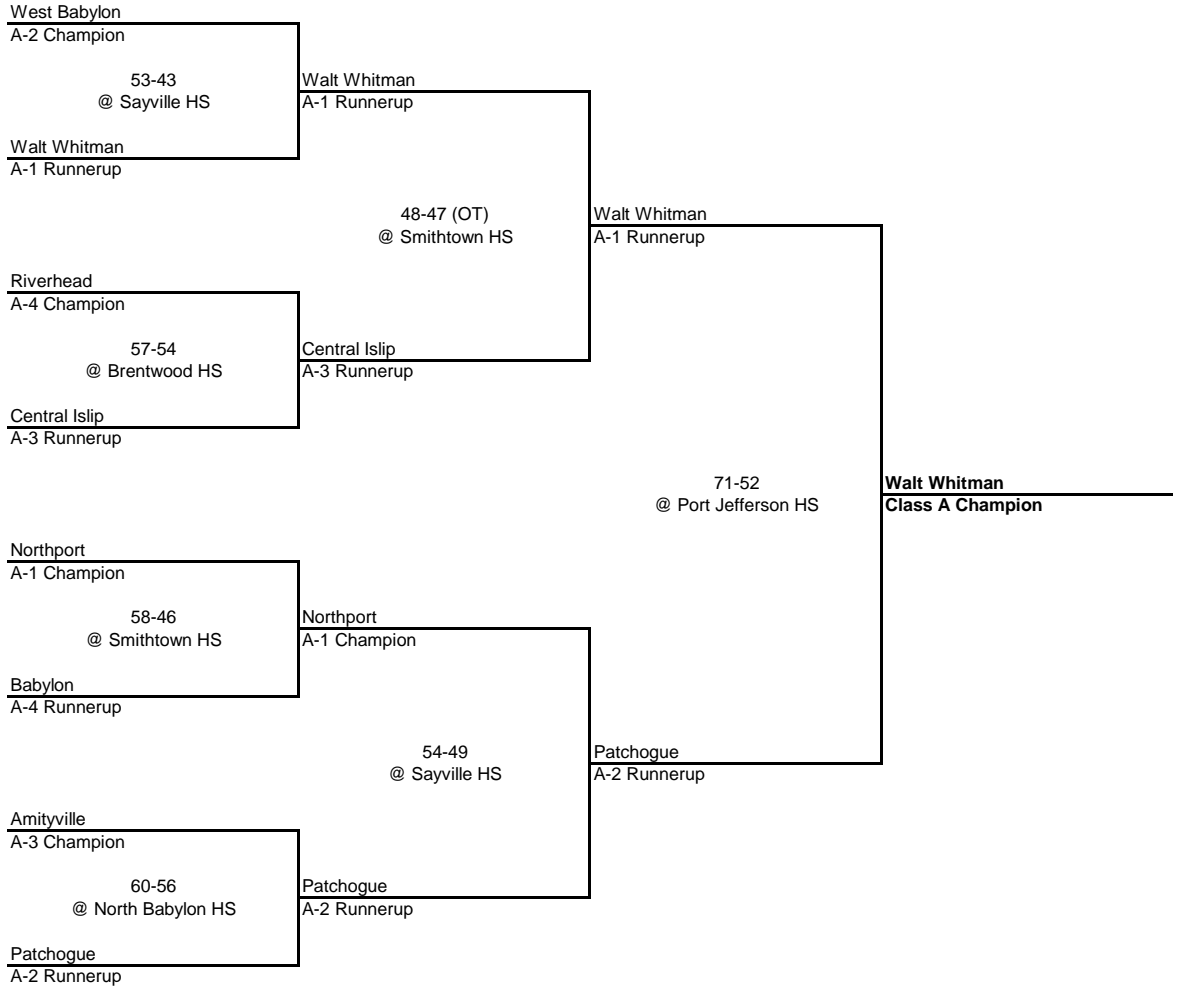 West Babylon
A-2 Champion
53-43
@ Sayville HS
Walt Whitman
A-1 Runnerup
Walt Whitman
A-1 Runnerup
48-47 (OT)
@ Smithtown HS
Walt Whitman
A-1 Runnerup
Riverhead
A-4 Champion
57-54
@ Brentwood HS
Central Islip
A-3 Runnerup
Central Islip
A-3 Runnerup
71-52
@ Port Jefferson HS
Walt Whitman
Class A Champion
Northport
A-1 Champion
58-46
@ Smithtown HS
Northport
A-1 Champion
Babylon
A-4 Runnerup
54-49
@ Sayville HS
Patchogue
A-2 Runnerup
Amityville
A-3 Champion
60-56
@ North Babylon HS
Patchogue
A-2 Runnerup
Patchogue
A-2 Runnerup